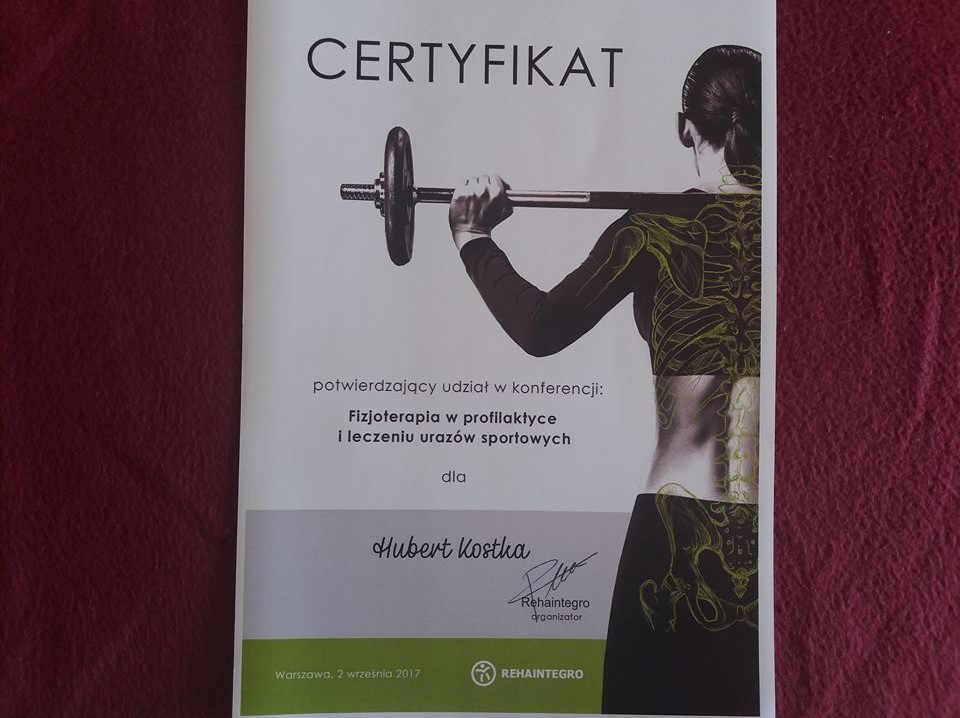 CERTYFIKAT
potwierdzający udział w konferencji:
Fizjoterapia w profilaktyce
i leczeniu urazów sportowych
dla
Hubert Kostka
Rehaintegro
organizator
Warszawa, 2 września 2017
REHAINTEGRO